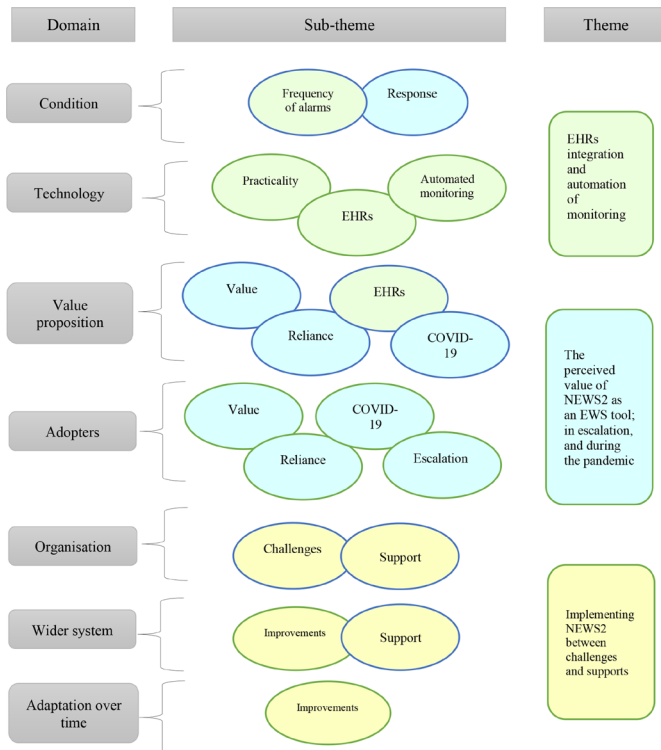 Domain
Sub-theme
Theme
Condition
Frequency
of alarms
Response
Technology
Practicality
EHRs
Automated
monitoring
EHRs
integration
and
automation
of
monitoring
Value
proposition
Value
Reliance
EHRs
COVID-
19
Adopters
Value
Reliance
COVID-
19
Escalation
The
perceived
value of
NEWS2 as
an EWS tool;
in escalation,
and during
the pandemic
Organisation
Challenges
Support
Wider system
Improvements
Support
Adaptation over
time
Improvements
Implementing
NEWS2
between
challenges
and supports